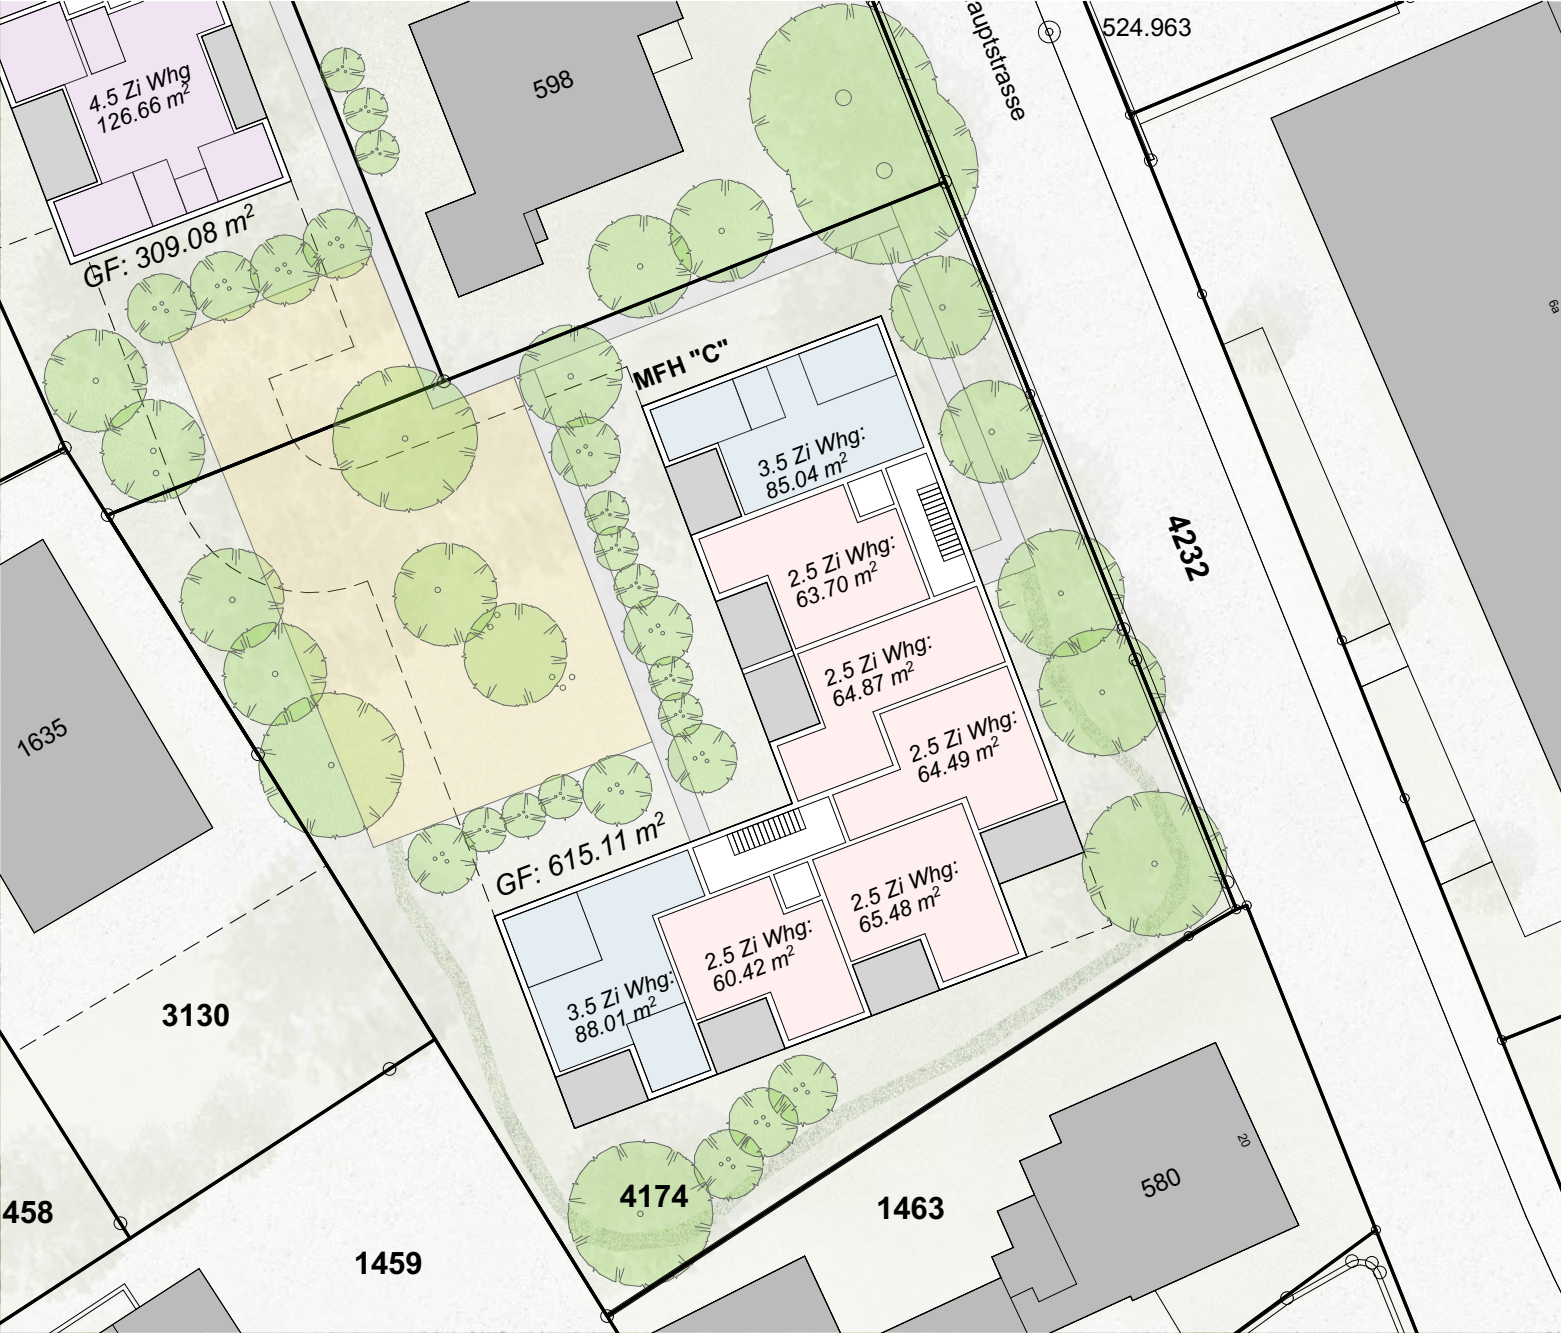 4.5 Zi Whg
126.66 m²
GF: 309.08 m²
598
auptstrasse
524.963
6a
MFH "C"
3.5 Zi Whg:
85.04 m²
2.5 Zi Whg:
63.70 m²
2.5 Zi Whg:
64.87 m²
2.5 Zi Whg:
64.49 m²
4232
1635
GF: 615.11 m²
2.5 Zi Whg:
65.48 m²
2.5 Zi Whg:
60.42 m²
3.5 Zi Whg:
88.01 m²
3130
458
1459
4174
1463
580
20